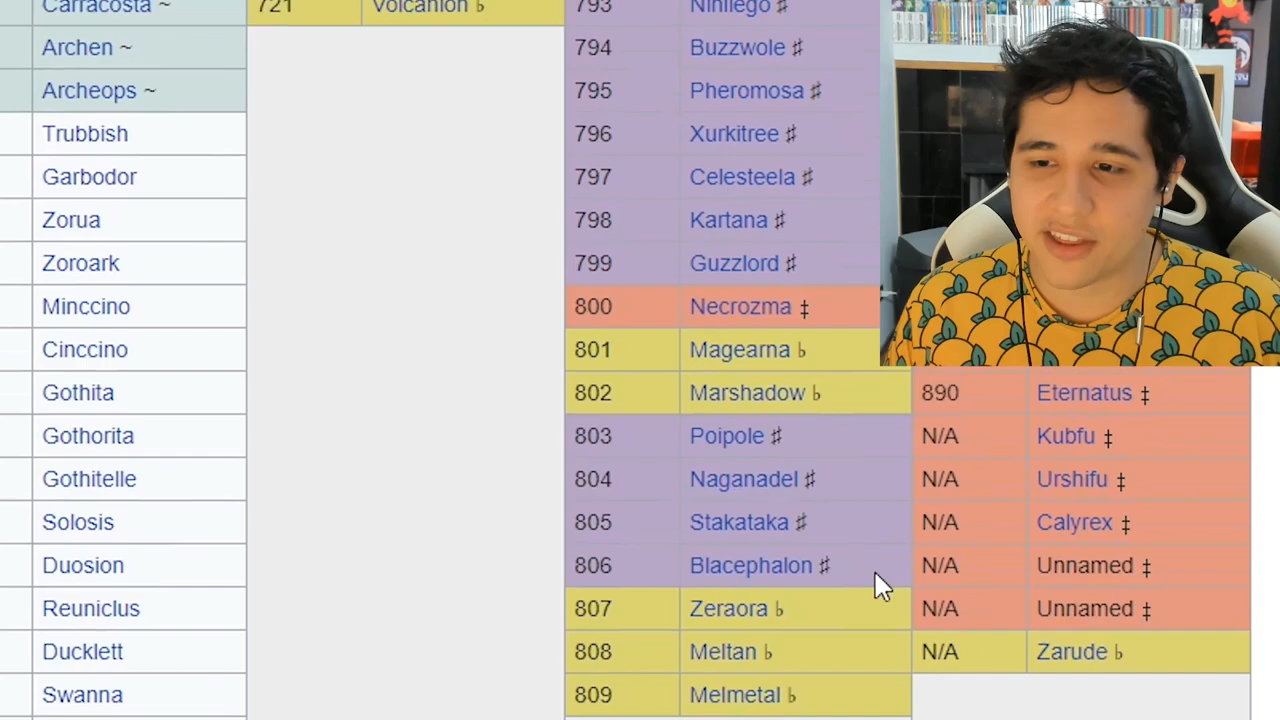 Carracosta ~ 721 Volcanion ♭ 793 Nihilego ♯
Archen ~ 794 Buzzwole ♯
Archeops ~ 795 Pheromosa ♯
Trubbish 796 Xurkitree ♯
Garbodor 797 Celesteela ♯
Zorua 798 Kartana ♯
Zoroark 799 Guzzlord ♯
Minccino 800 Necrozma ‡
Cinccino 801 Magearna ♭
Gothita 802 Marshadow ♭ 890 Eternatus ‡
Gothorita 803 Poipole ♯ N/A Kubfu ‡
Gothitelle 804 Naganadel ♯ N/A Urshifu ‡
Solosis 805 Stakataka ♯ N/A Calyrex ‡
Duosion 806 Blacephalon ♯ N/A Unnamed ‡
Reuniclus 807 Zeraora ♭ N/A Unnamed ‡
Ducklett 808 Meltan ♭ N/A Zarude ♭
Swanna 809 Melmetal ♭